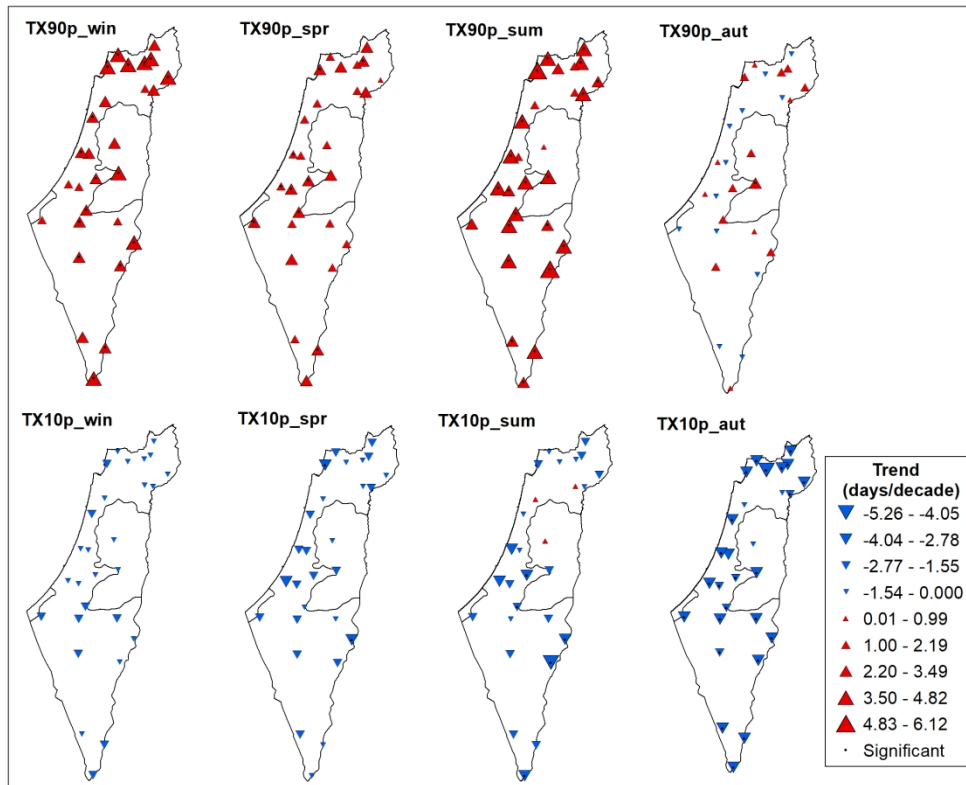 TX90p_win
TX90p_spr
TX90p_sum
TX90p_aut
TX10p_win
TX10p_spr
TX10p_sum
TX10p_aut
Trend
(days/decade)
-5.26 - -4.05
-4.04 - -2.78
-2.77 - -1.55
-1.54 - 0.000
0.01 - 0.99
1.00 - 2.19
2.20 - 3.49
3.50 - 4.82
4.83 - 6.12
Significant